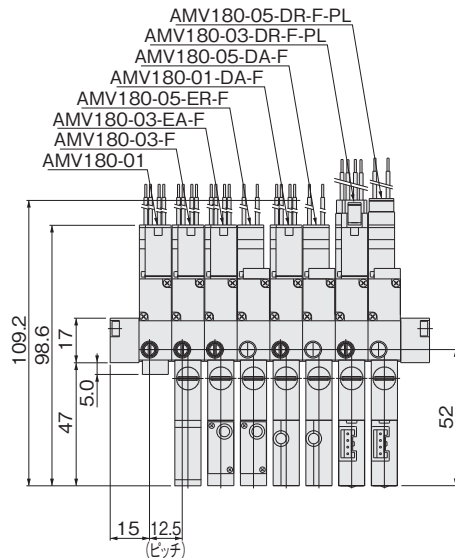 AMV180-05-DR-F-PL
AMV180-03-DR-F-PL
AMV180-05-DA-F
AMV180-01-DA-F
AMV180-05-ER-F
AMV180-03-EA-F
AMV180-03-F
AMV180-01
109.2
98.6
17
5.0
47
52
15
12.5
(ピッチ)